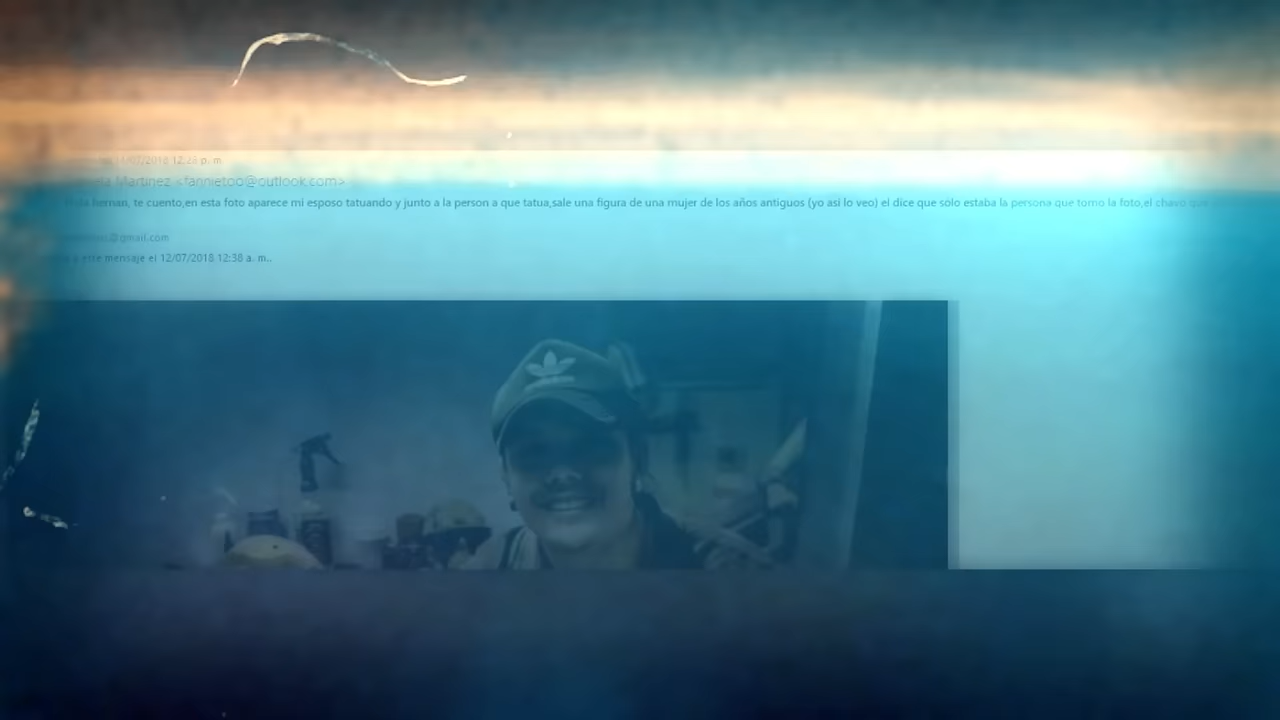 /07/2018 12:26 p. m.
Martinez <fannietoo@outlook.com>
hernan, te cuento,en esta foto aparece mi esposo tatuando y junto a la person a que tatua,sale una figura de una mujer de los años antiguos (yo asi lo veo) el dice que solo estaba la persona que tomo la foto,el chavo que
@gmail.com
a este mensaje el 12/07/2018 12:38 a. m..